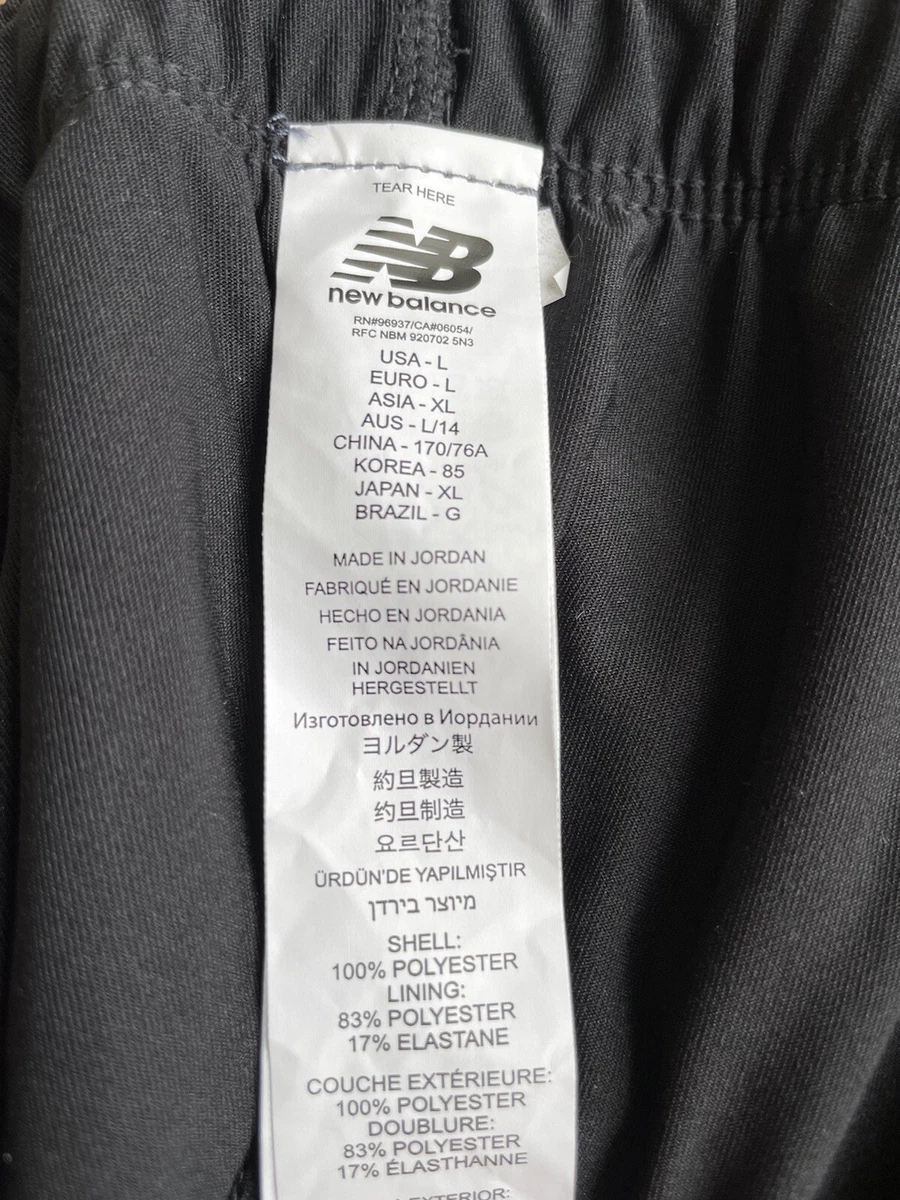 TEAR HERE
NB
new balance
RN#96937/CA#06054/
RFC NBM 920702 5N3
USA - L
EURO - L
ASIA - XL
AUS - L/14
CHINA - 170/76A
KOREA - 85
JAPAN - XL
BRAZIL - G
MADE IN JORDAN
FABRIQUÉ EN JORDANIE
HECHO EN JORDANIA
FEITO NA JORDÂNIA
IN JORDANIEN
HERGESTELLT
Изготовлено в Иордании
ヨルダン製
約旦製造
约旦制造
요르단산
ÜRDÜN'DE YAPILMIŞTIR
מיוצר בירדן
SHELL:
100% POLYESTER
LINING:
83% POLYESTER
17% ELASTANE
COUCHE EXTÉRIEURE:
100% POLYESTER
DOUBLURE:
83% POLYESTER
17% ÉLASTHANNE
EXTERIOR: